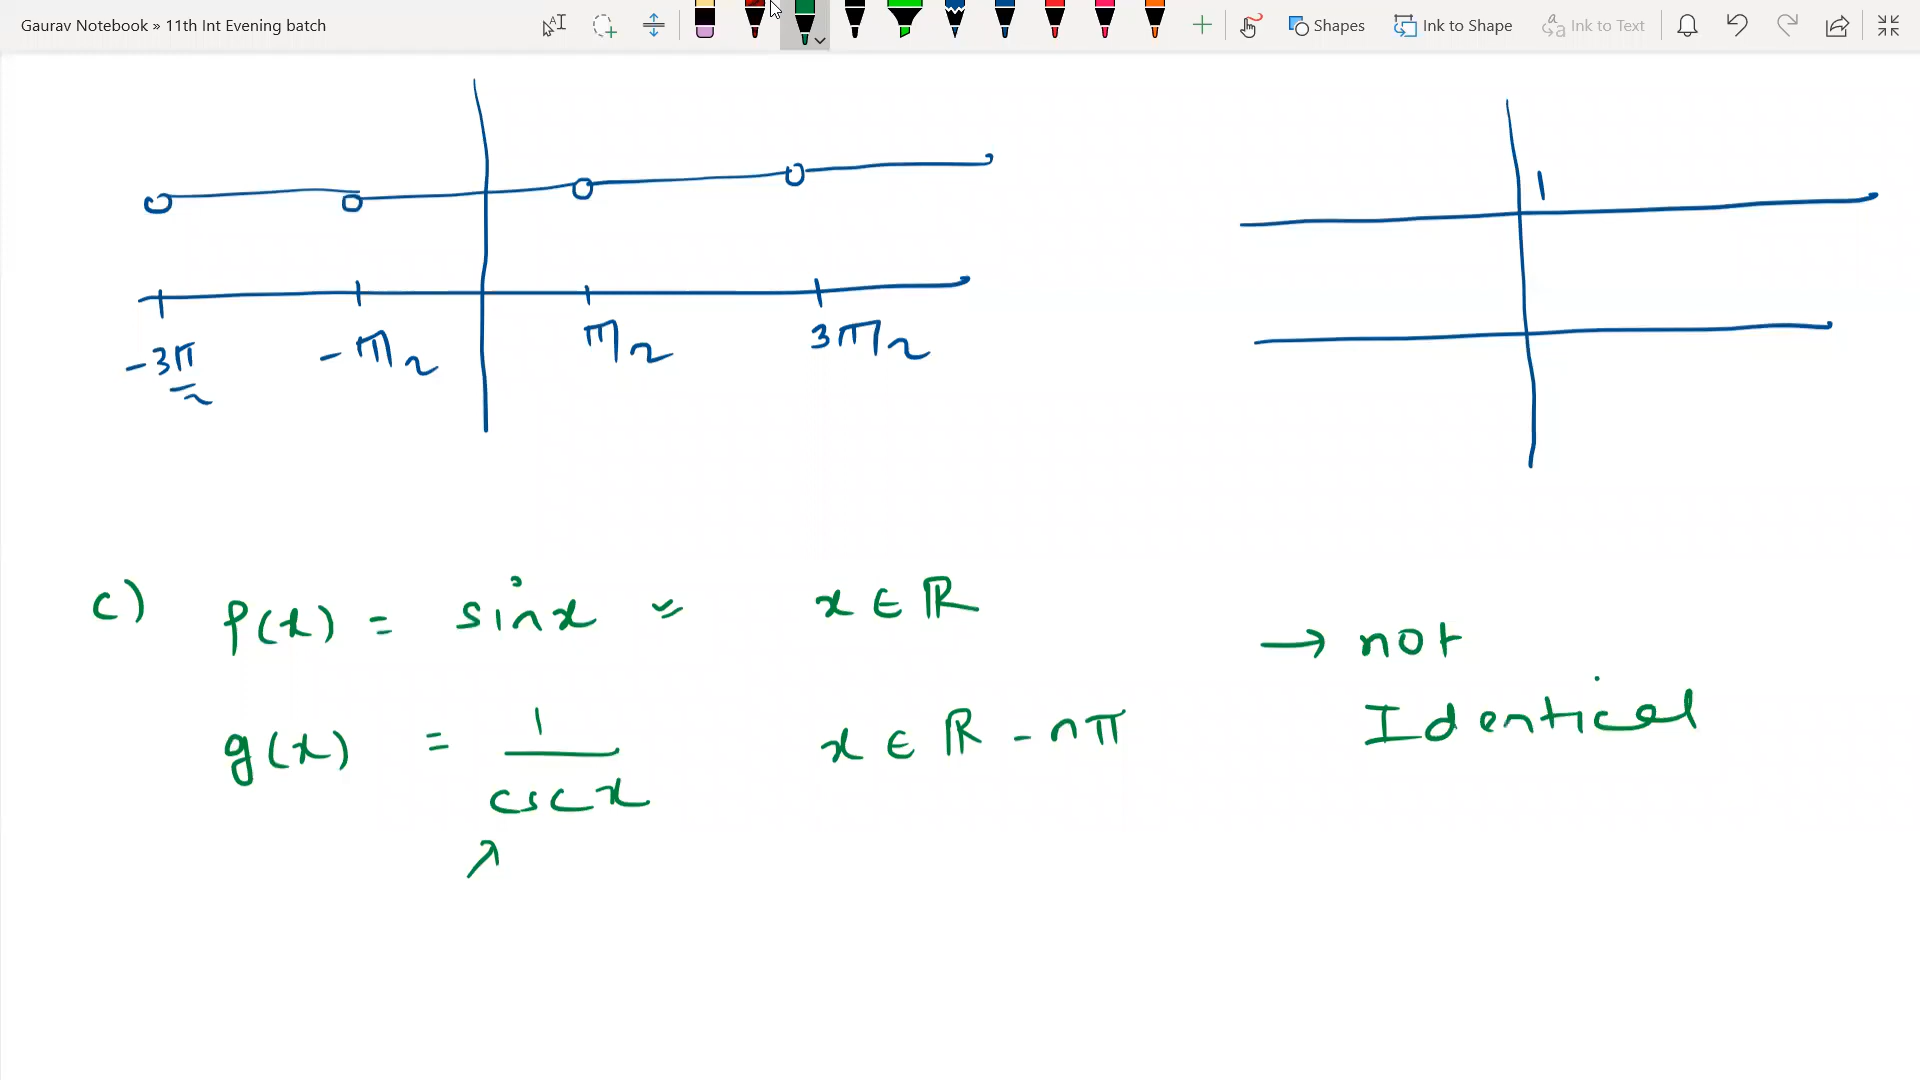 Gaurav Notebook » 11th Int Evening batch
Shapes
Ink to Shape
Ink to Text
1
-3π/2
-π/2
π/2
3π/2
c) f(x) = sinx = x ∈ ℝ
→ not
Identical
g(x) = 1/cscx x ∈ ℝ - nπ